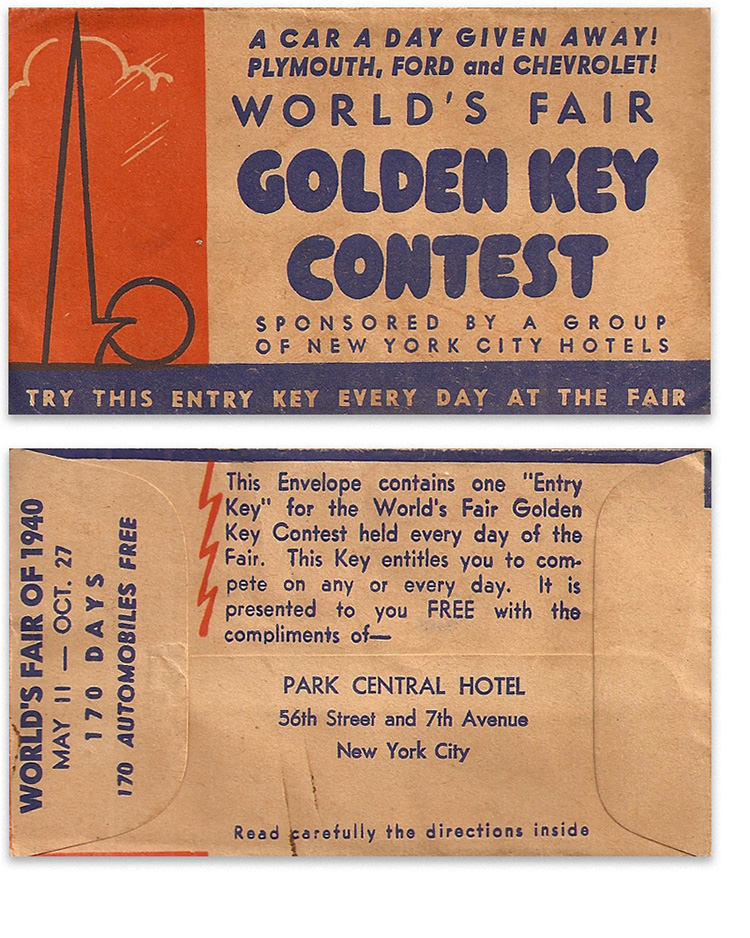 A CAR A DAY GIVEN AWAY!
PLYMOUTH, FORD and CHEVROLET!
WORLD'S FAIR
GOLDEN KEY
CONTEST
SPONSORED BY A GROUP
OF NEW YORK CITY HOTELS
TRY THIS ENTRY KEY EVERY DAY AT THE FAIR
WORLD'S FAIR OF 1940
MAY 11 — OCT. 27
170 DAYS
170 AUTOMOBILES FREE
This Envelope contains one "Entry
Key" for the World's Fair Golden
Key Contest held every day of the
Fair. This Key entitles you to com-
pete on any or every day. It is
presented to you FREE with the
compliments of—
PARK CENTRAL HOTEL
56th Street and 7th Avenue
New York City
Read carefully the directions inside